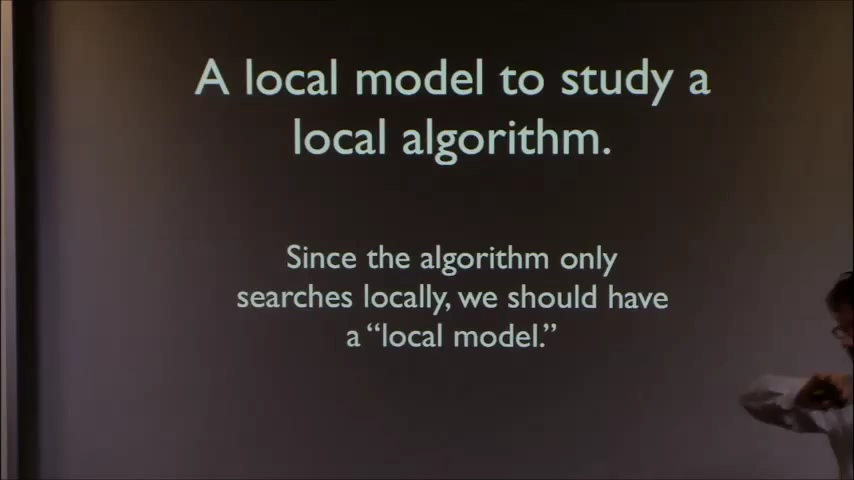 A local model to study a
local algorithm.
Since the algorithm only
searches locally, we should have
a “local model.”